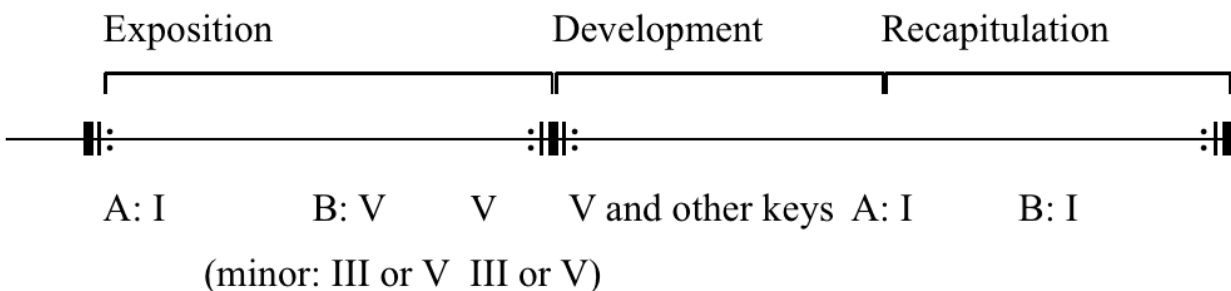 Exposition Development Recapitulation
A: I B: V V V and other keys A: I B: I
(minor: III or V III or V)